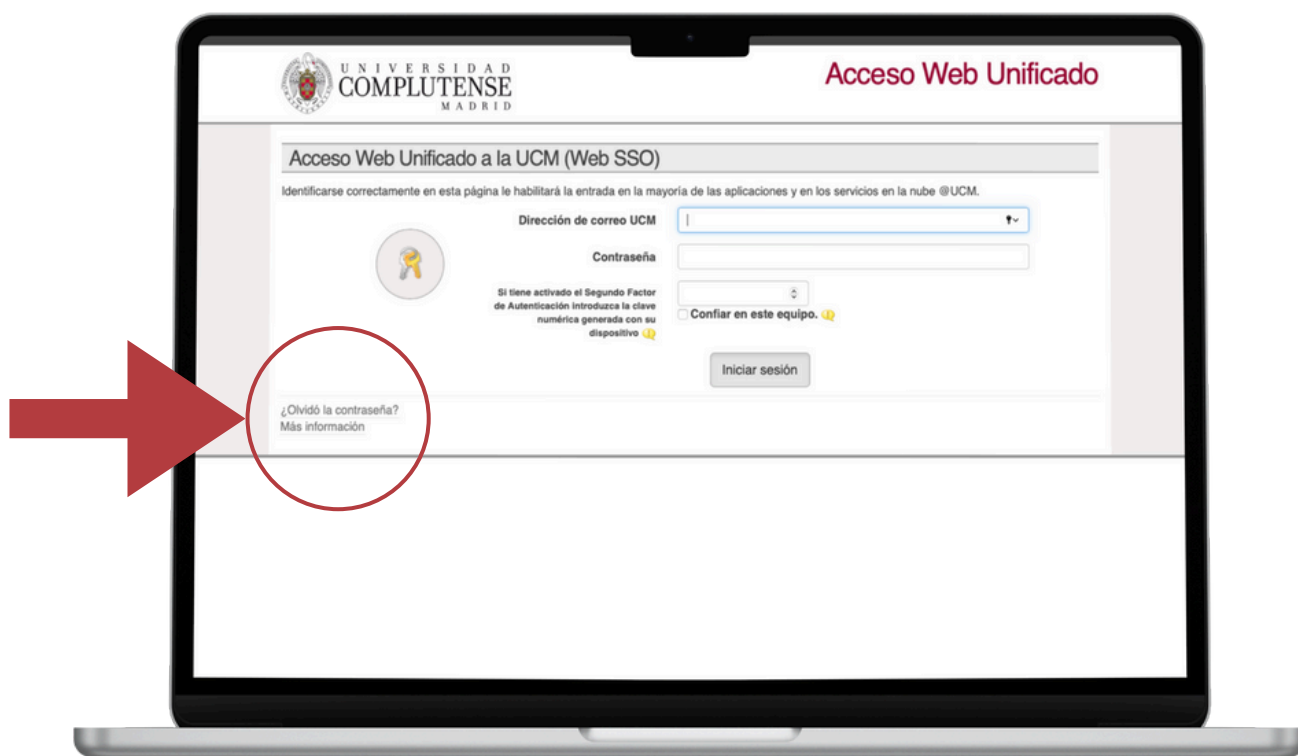 UNIVERSIDAD
COMPLUTENSE
MADRID
Acceso Web Unificado
Acceso Web Unificado a la UCM (Web SSO)
Identificarse correctamente en esta página le habilitará la entrada en la mayoría de las aplicaciones y en los servicios en la nube @UCM.
Dirección de correo UCM
Contraseña
Si tiene activado el Segundo Factor
de Autenticación introduzca la clave
numérica generada con su
dispositivo
Confiar en este equipo.
Iniciar sesión
¿Olvidó la contraseña?
Más información